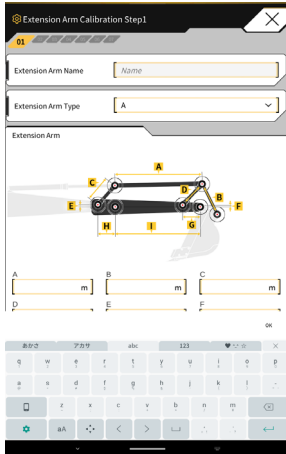 Extension Arm Calibration Step1
01
Extension Arm Name
Name
Extension Arm Type
A
Extension Arm
A
C
D
B
E
F
H
I
G
A B C
m m m
D E F
OK
あかさ アカサ abc 123 ♥ ×
q w e r t y u i o p
a s d f g h j k l -
z x c v b n m
aA < >